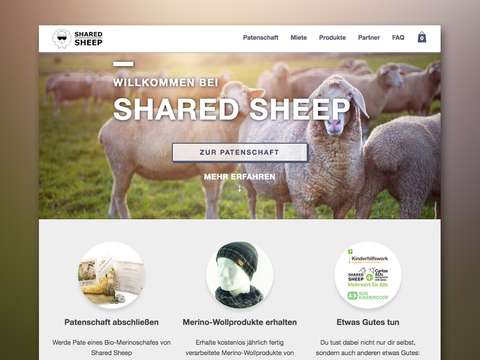 SHARED
SHEEP
Patenschaft Miete Produkte Partner FAQ
WILLKOMMEN BEI
SHARED SHEEP
ZUR PATENSCHAFT
MEHR ERFAHREN
Kinderhilfswerk
SHARED
SHEEP
Caritas
Mehrwert für Alle
Patenschaft abschließen
Merino-Wollprodukte erhalten
Etwas Gutes tun
Werde Pate eines Bio-Merinoschafes von
Shared Sheep
Erhalte kostenlos jährlich fertig
verarbeitete Merino-Wollprodukte von
Du tust dabei nicht nur dir selbst,
sondern auch anderen etwas Gutes: